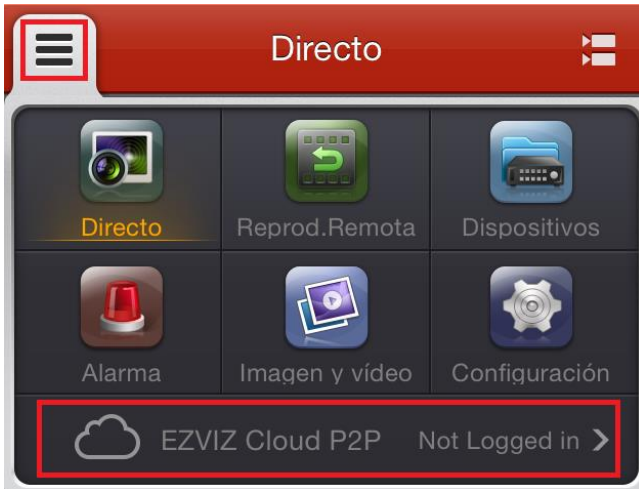 Directo
Directo Reprod.Remota Dispositivos
Alarma Imagen y vídeo Configuración
EZVIZ Cloud P2P Not Logged in